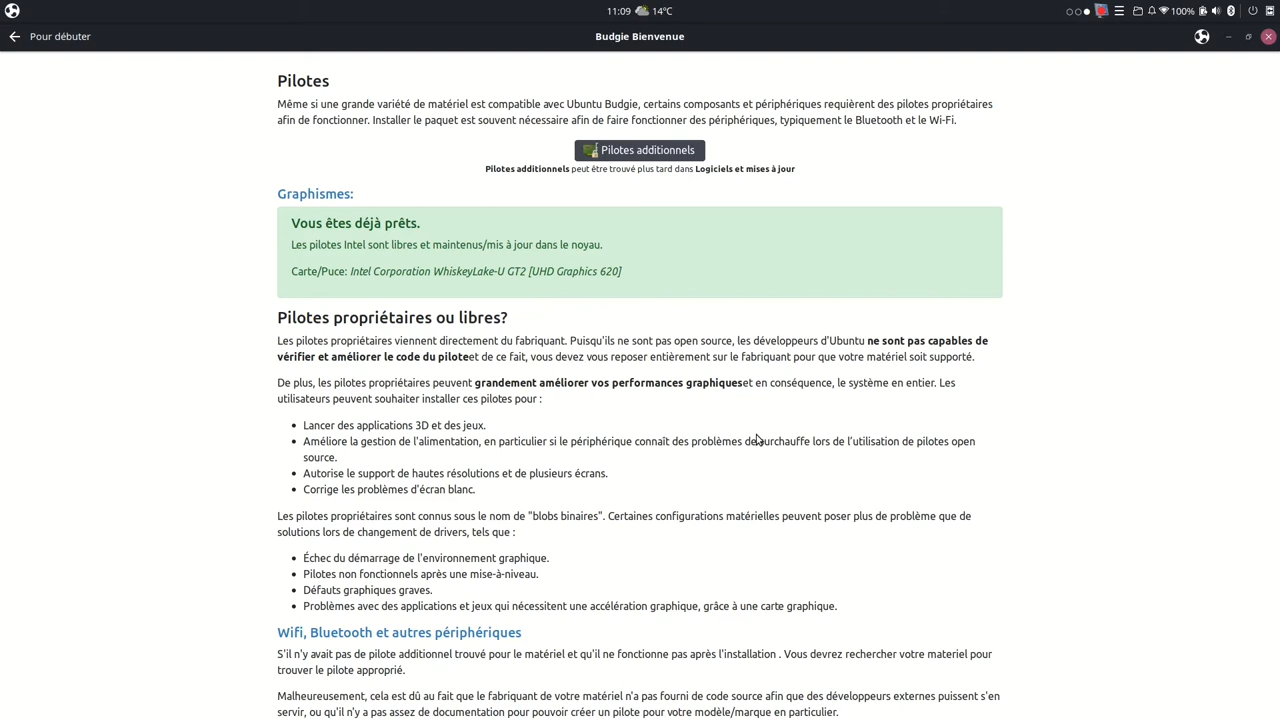 11:09 14°C
100%
Pour débuter
Budgie Bienvenue
Pilotes
Même si une grande variété de matériel est compatible avec Ubuntu Budgie, certains composants et périphériques requièrent des pilotes propriétaires
afin de fonctionner. Installer le paquet est souvent nécessaire afin de faire fonctionner des périphériques, typiquement le Bluetooth et le Wi-Fi.
Pilotes additionnels
Pilotes additionnels peut être trouvé plus tard dans Logiciels et mises à jour
Graphismes:
Vous êtes déjà prêts.
Les pilotes Intel sont libres et maintenus/mis à jour dans le noyau.
Carte/Puce: Intel Corporation WhiskeyLake-U GT2 [UHD Graphics 620]
Pilotes propriétaires ou libres?
Les pilotes propriétaires viennent directement du fabriquant. Puisqu'ils ne sont pas open source, les développeurs d'Ubuntu ne sont pas capables de
vérifier et améliorer le code du piloteet de ce fait, vous devez vous reposer entièrement sur le fabriquant pour que votre matériel soit supporté.
De plus, les pilotes propriétaires peuvent grandement améliorer vos performances graphiqueset en conséquence, le système en entier. Les
utilisateurs peuvent souhaiter installer ces pilotes pour :
• Lancer des applications 3D et des jeux.
• Améliore la gestion de l'alimentation, en particulier si le périphérique connaît des problèmes de surchauffe lors de l'utilisation de pilotes open
source.
• Autorise le support de hautes résolutions et de plusieurs écrans.
• Corrige les problèmes d'écran blanc.
Les pilotes propriétaires sont connus sous le nom de "blobs binaires". Certaines configurations matérielles peuvent poser plus de problème que de
solutions lors de changement de drivers, tels que :
• Échec du démarrage de l'environnement graphique.
• Pilotes non fonctionnels après une mise-à-niveau.
• Défauts graphiques graves.
• Problèmes avec des applications et jeux qui nécessitent une accélération graphique, grâce à une carte graphique.
Wifi, Bluetooth et autres périphériques
S'il n'y avait pas de pilote additionnel trouvé pour le matériel et qu'il ne fonctionne pas après l'installation . Vous devrez rechercher votre materiel pour
trouver le pilote approprié.
Malheureusement, cela est dû au fait que le fabriquant de votre matériel n'a pas fourni de code source afin que des développeurs externes puissent s'en
servir, ou qu'il n'y a pas assez de documentation pour pouvoir créer un pilote pour votre modèle/marque en particulier.